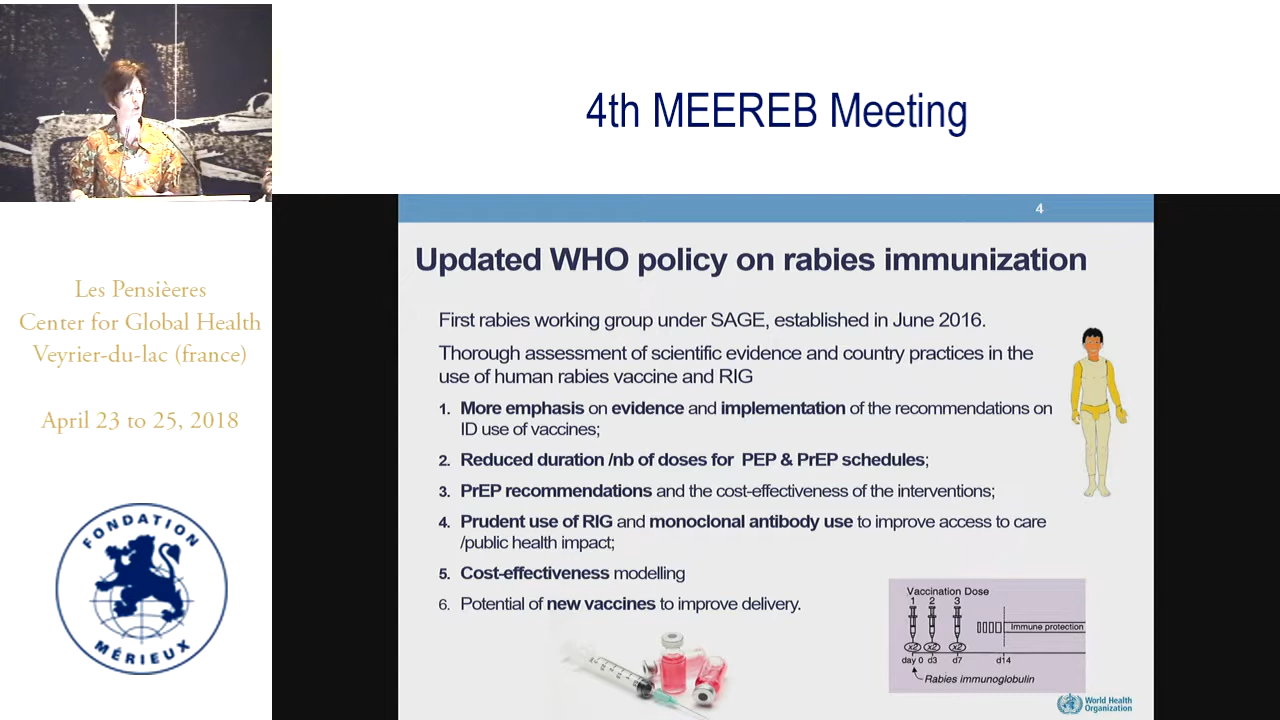 4th MEEREB Meeting
Les Pensièeres
Center for Global Health
Veyrier-du-lac (france)
April 23 to 25, 2018
FONDATION
MÉRIEUX
4
Updated WHO policy on rabies immunization
First rabies working group under SAGE, established in June 2016.
Thorough assessment of scientific evidence and country practices in the
use of human rabies vaccine and RIG
1. More emphasis on evidence and implementation of the recommendations on
ID use of vaccines;
2. Reduced duration /nb of doses for PEP & PrEP schedules;
3. PrEP recommendations and the cost-effectiveness of the interventions;
4. Prudent use of RIG and monoclonal antibody use to improve access to care
/public health impact;
5. Cost-effectiveness modelling
6. Potential of new vaccines to improve delivery.
Vaccination Dose
1 2 3
Immune protection
x2 x2 x2
day 0 d3 d7 d14
Rabies immunoglobulin
World Health
Organization